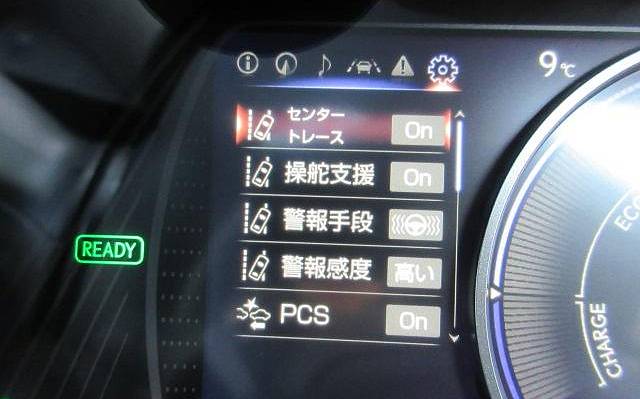 9℃
センター
トレース On
操舵支援 On
警報手段
警報感度 高い
PCS On
READY
ECO
CHARGE